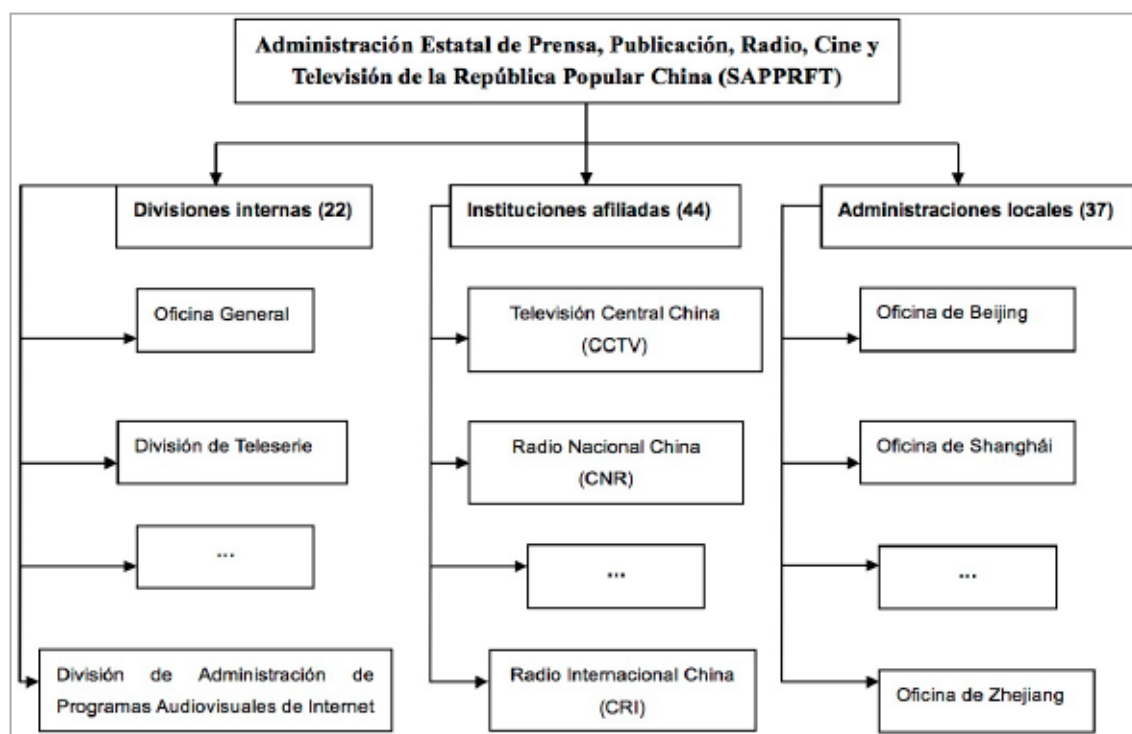 Administración Estatal de Prensa, Publicación, Radio, Cine y
Televisión de la República Popular China (SAPPRFT)
Divisiones internas (22)
Instituciones afiliadas (44)
Administraciones locales (37)
Oficina General
Televisión Central China
(CCTV)
Oficina de Beijing
División de Teleserie
Radio Nacional China
(CNR)
Oficina de Shanghái
...
...
...
División de Administración de
Programas Audiovisuales de Internet
Radio Internacional China
(CRI)
Oficina de Zhejiang